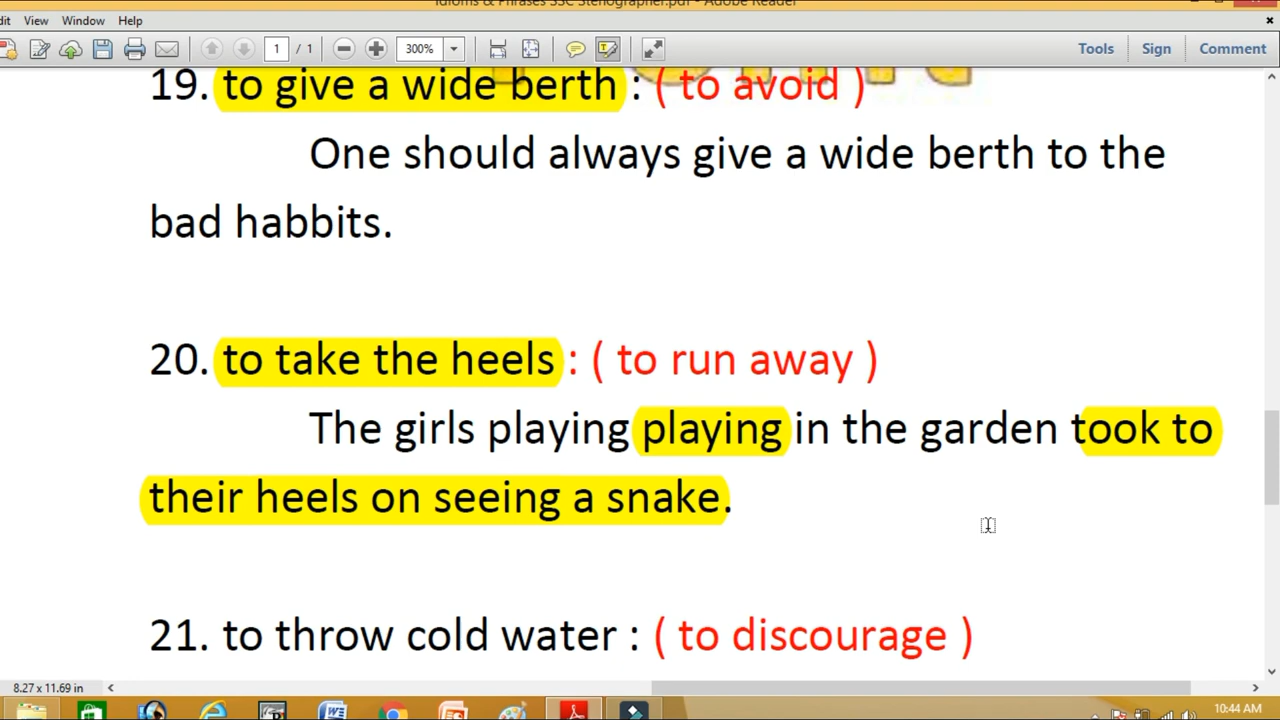 Idioms & Phrases SSC Stenographer.pdf - Adobe Reader
dit View Window Help
1 / 1 300% Tools Sign Comment
19. to give a wide berth : ( to avoid )
One should always give a wide berth to the
bad habbits.
20. to take the heels : ( to run away )
The girls playing playing in the garden took to
their heels on seeing a snake.
21. to throw cold water : ( to discourage )
8.27 x 11.69 in
10:44 AM